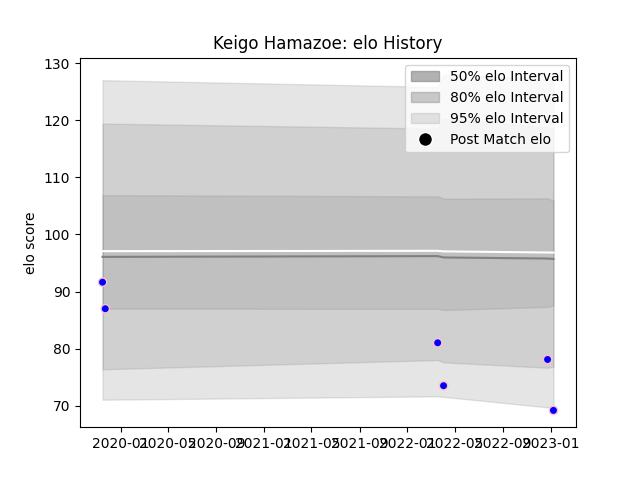 Keigo Hamazoe: elo History
130
120
110
100
90
80
70
elo score
50% elo Interval
80% elo Interval
95% elo Interval
Post Match elo
2020-01 2020-05 2020-09 2021-01 2021-05 2021-09 2022-01 2022-05 2022-09 2023-01